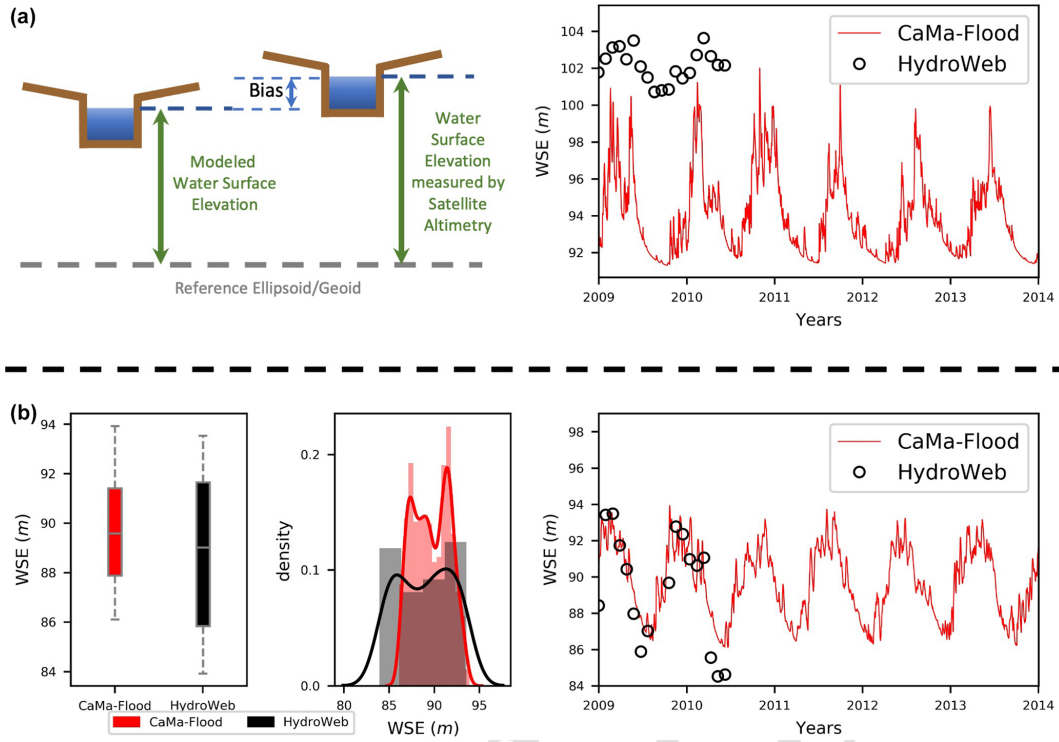 (a)
Bias
Modeled
Water Surface
Elevation
Water
Surface
Elevation
measured by
Satellite
Altimetry
Reference Ellipsoid/Geoid
CaMa-Flood
HydroWeb
WSE (m)
104
102
100
98
96
94
92
2009 2010 2011 2012 2013 2014
Years
(b)
WSE (m)
94
92
90
88
86
84
CaMa-Flood HydroWeb
density
0.2
0.1
0.0
80 85 90 95
WSE (m)
CaMa-Flood HydroWeb
CaMa-Flood
HydroWeb
WSE (m)
98
96
94
92
90
88
86
84
2009 2010 2011 2012 2013 2014
Years